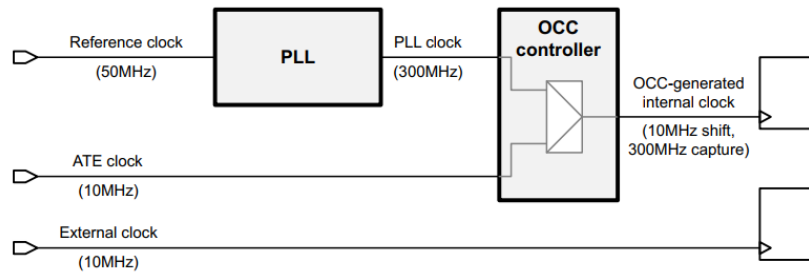 Reference clock
(50MHz)
PLL
PLL clock
(300MHz)
OCC
controller
OCC-generated
internal clock
(10MHz shift,
300MHz capture)
ATE clock
(10MHz)
External clock
(10MHz)